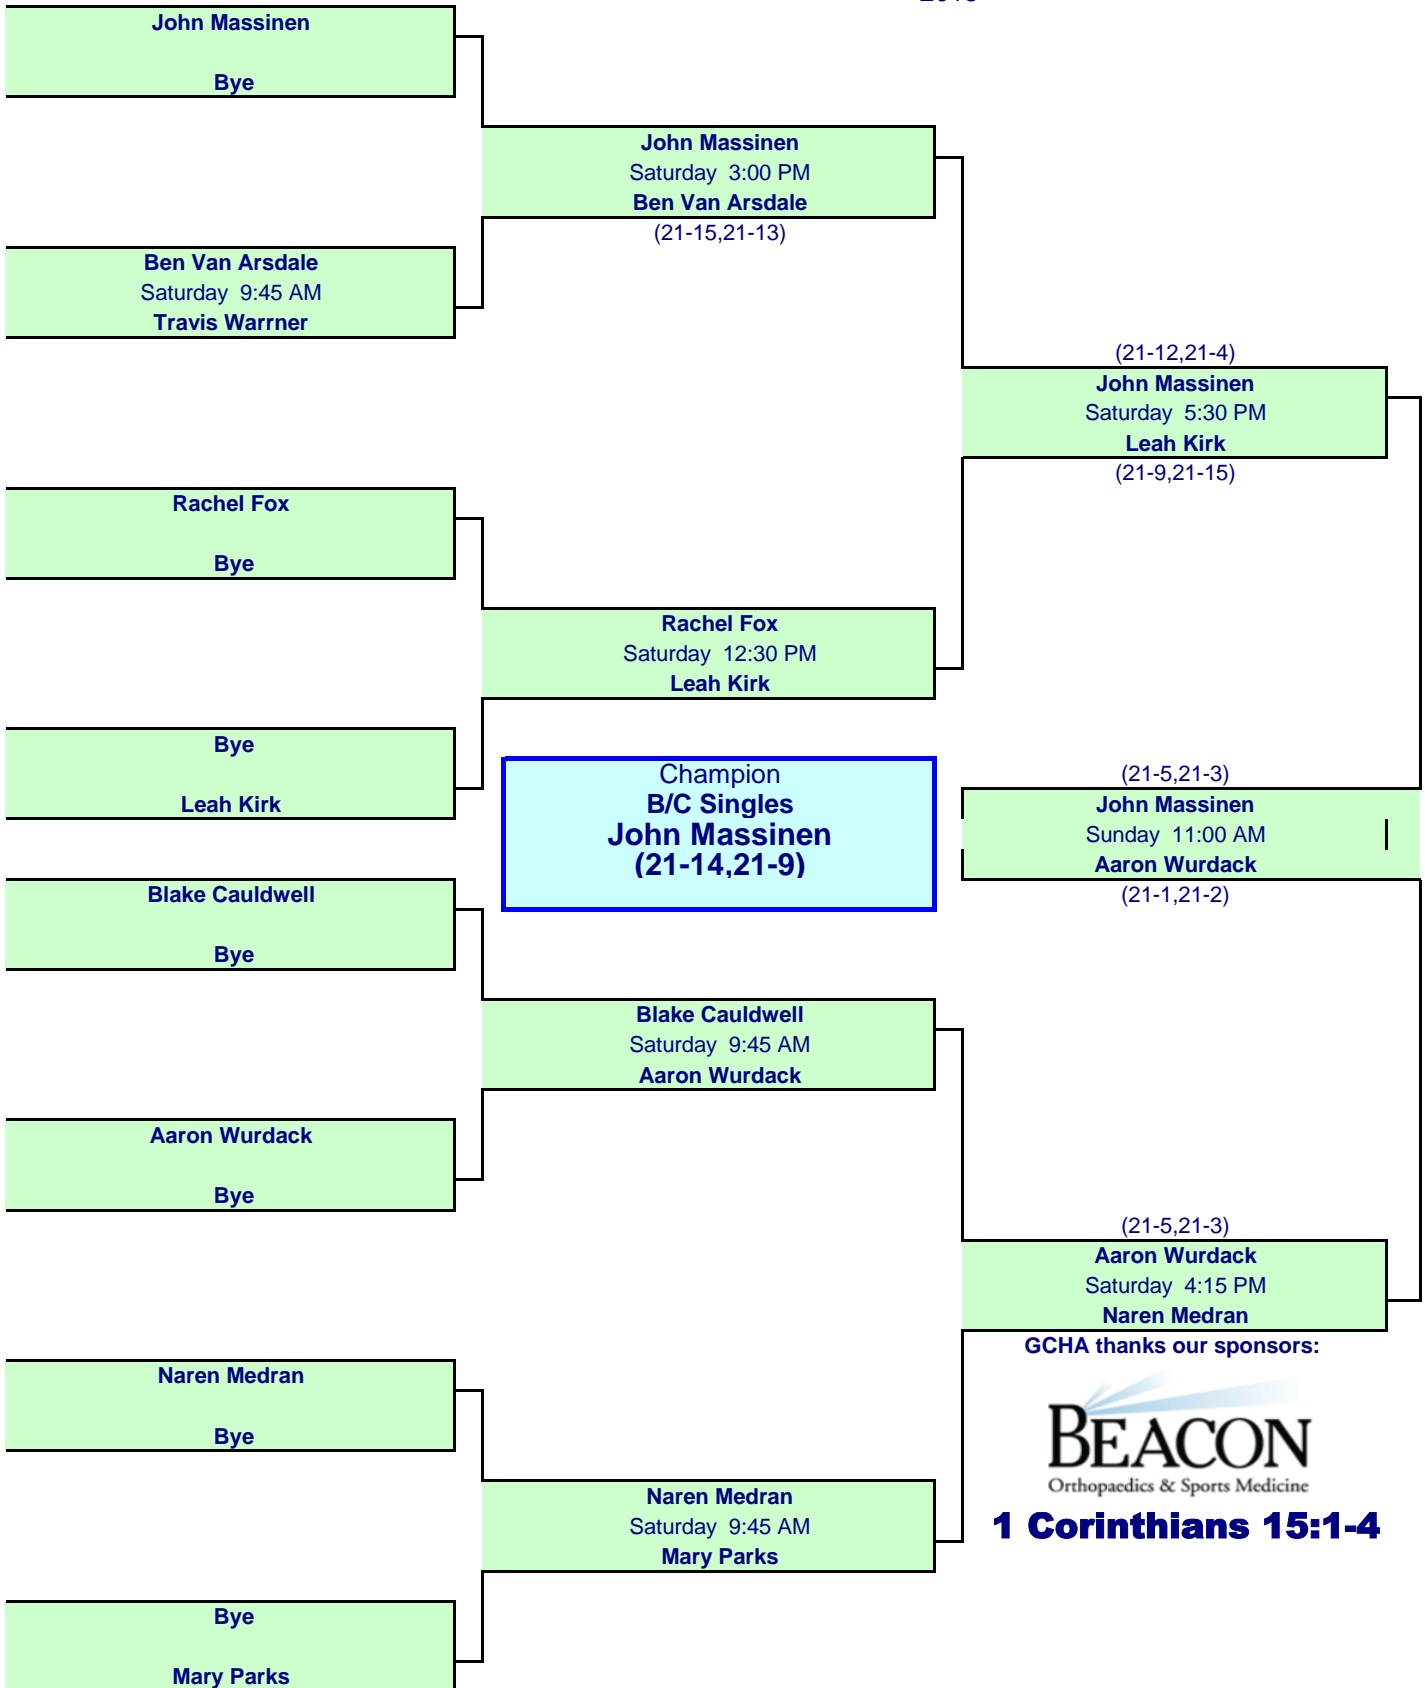 John Massinen
Bye
Ben Van Arsdale
Saturday 9:45 AM
Travis Warrner
Rachel Fox
Bye
Bye
Leah Kirk
Blake Cauldwell
Bye
Aaron Wurdack
Bye
Naren Medran
Bye
Bye
Mary Parks
John Massinen
Saturday 3:00 PM
Ben Van Arsdale
(21-15,21-13)
Rachel Fox
Saturday 12:30 PM
Leah Kirk
Champion
B/C Singles
John Massinen
(21-14,21-9)
Blake Cauldwell
Saturday 9:45 AM
Aaron Wurdack
Naren Medran
Saturday 9:45 AM
Mary Parks
(21-12,21-4)
John Massinen
Saturday 5:30 PM
Leah Kirk
(21-9,21-15)
(21-5,21-3)
John Massinen
Sunday 11:00 AM
Aaron Wurdack
(21-1,21-2)
(21-5,21-3)
Aaron Wurdack
Saturday 4:15 PM
Naren Medran
GCHA thanks our sponsors:
BEACON
Orthopaedics & Sports Medicine
1 Corinthians 15:1-4